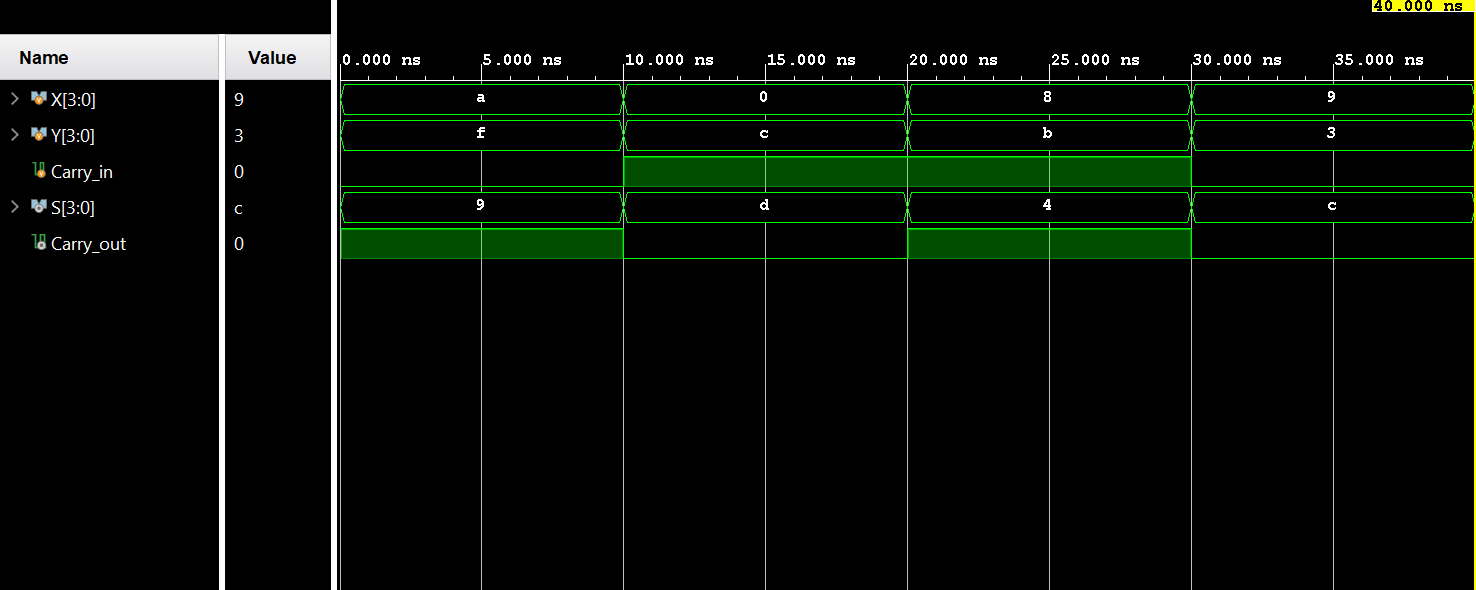 40.000 ns
Name Value 0.000 ns 5.000 ns 10.000 ns 15.000 ns 20.000 ns 25.000 ns 30.000 ns 35.000 ns
X[3:0] 9 a 0 8 9
Y[3:0] 3 f c b 3
Carry_in 0
S[3:0] c 9 d 4 c
Carry_out 0